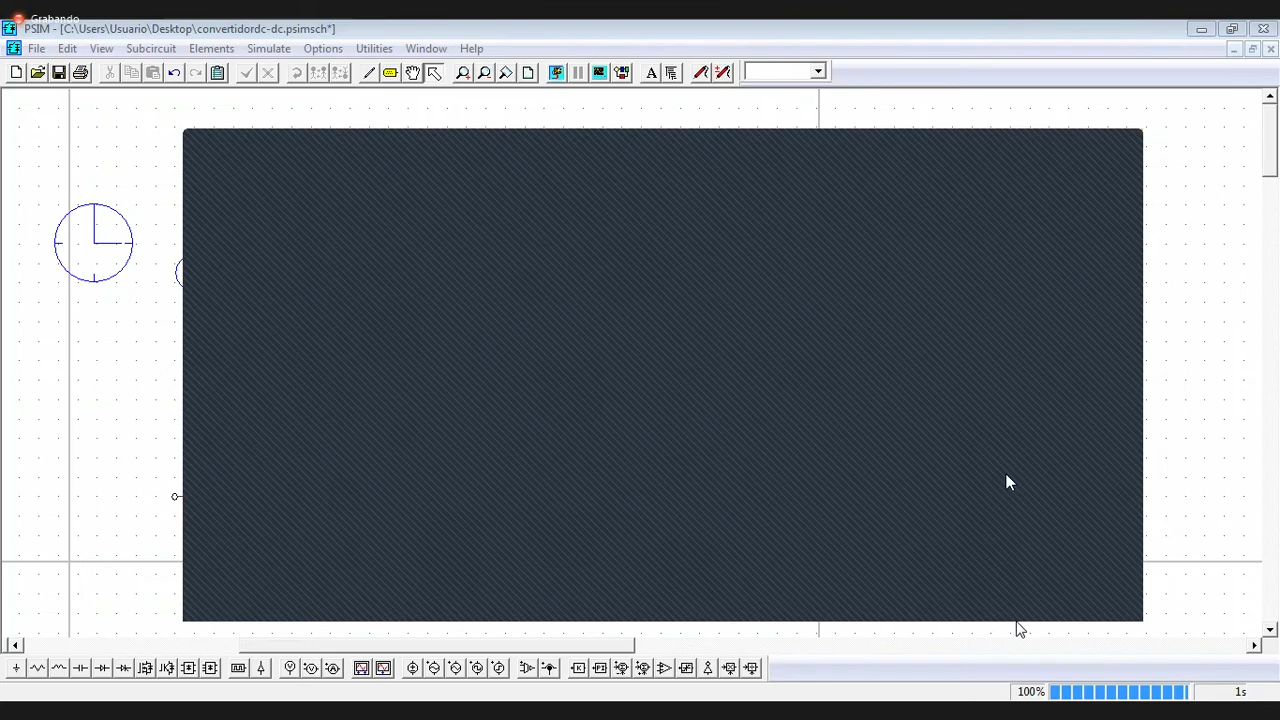 Grabando
PSIM - [C:\Users\Usuario\Desktop\convertidordc-dc.psimsch*]
File Edit View Subcircuit Elements Simulate Options Utilities Window Help
A
K PI
100% 1s